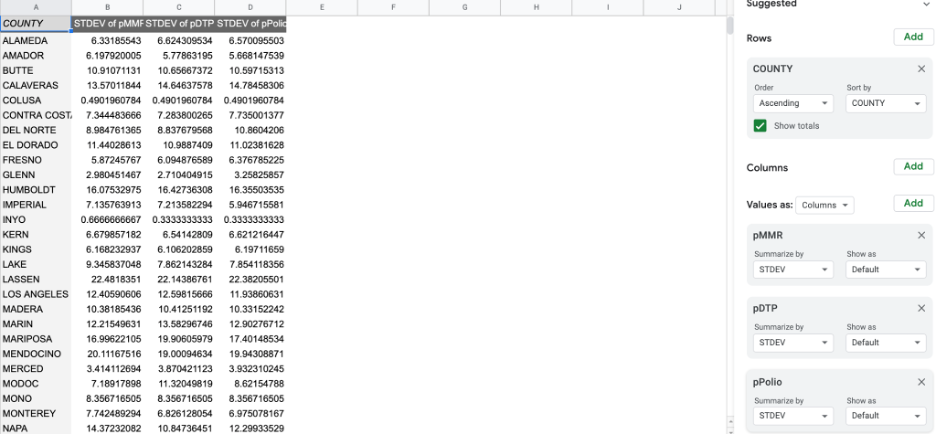 A B C D E F G H I J
COUNTY STDEV of pMMR STDEV of pDTP STDEV of pPolio
ALAMEDA 6.33185543 6.624309534 6.570095503
AMADOR 6.197920005 5.77863195 5.668147539
BUTTE 10.91071131 10.65667372 10.59715313
CALAVERAS 13.57011844 14.64637578 14.78458306
COLUSA 0.4901960784 0.4901960784 0.4901960784
CONTRA COSTA 7.344483666 7.283800265 7.735001377
DEL NORTE 8.984761365 8.837679568 10.8604206
EL DORADO 11.44028613 10.9887409 11.02381628
FRESNO 5.87245767 6.094876589 6.376785225
GLENN 2.980451467 2.710404915 3.25825857
HUMBOLDT 16.07532975 16.42736308 16.35503535
IMPERIAL 7.135763913 7.213582294 5.946715581
INYO 0.6666666667 0.3333333333 0.3333333333
KERN 6.679857182 6.54142809 6.621216447
KINGS 6.168232937 6.106202859 6.19711659
LAKE 9.345837048 7.862143284 7.854118356
LASSEN 22.4818351 22.14386761 22.38205501
LOS ANGELES 12.40590606 12.59815666 11.93860631
MADERA 10.38185436 10.41251192 10.33152242
MARIN 12.21549631 13.58296746 12.90276712
MARIPOSA 16.99622105 19.90605979 17.40148534
MENDOCINO 20.11167516 19.00094634 19.94308871
MERCED 3.414112694 3.870421123 3.932310245
MODOC 7.18917898 11.32049819 8.62154788
MONO 8.356716505 8.356716505 8.356716505
MONTEREY 7.742489294 6.826128054 6.975078167
NAPA 14.37232082 10.84736451 12.29933529
Suggested
Rows Add
COUNTY
Order Sort by
Ascending COUNTY
Show totals
Columns Add
Values as: Columns Add
pMMR
Summarize by Show as
STDEV Default
pDTP
Summarize by Show as
STDEV Default
pPolio
Summarize by Show as
STDEV Default